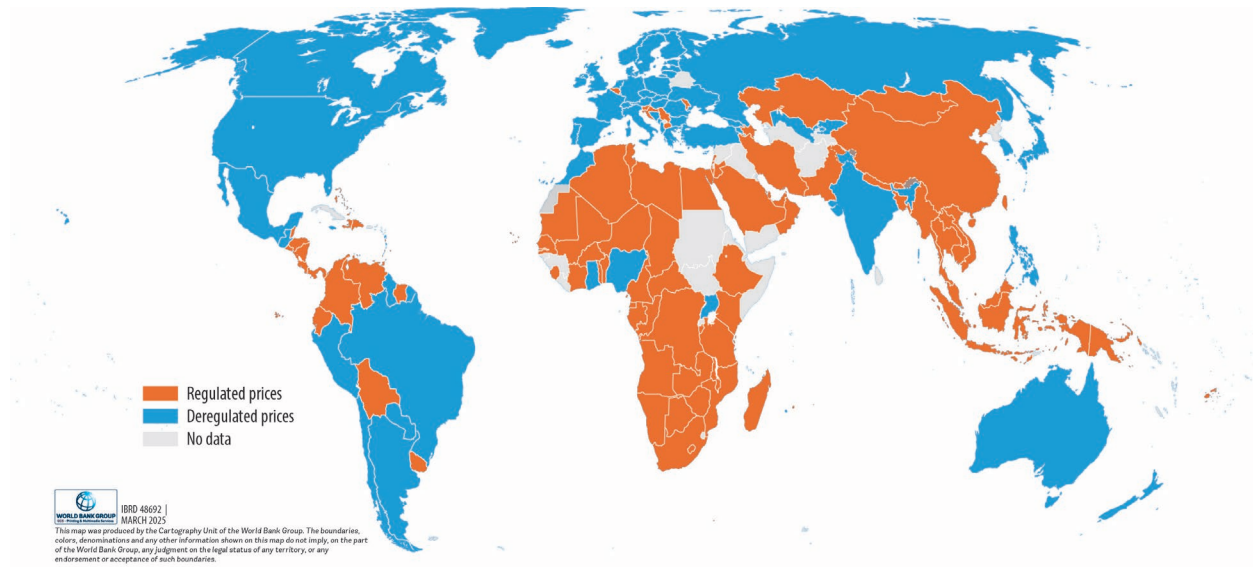 Regulated prices
Deregulated prices
No data
WORLD BANK GROUP
IBRD 48692 |
MARCH 2025
This map was produced by the Cartography Unit of the World Bank Group. The boundaries,
colors, denominations and any other information shown on this map do not imply, on the part
of the World Bank Group, any judgment on the legal status of any territory, or any
endorsement or acceptance of such boundaries.